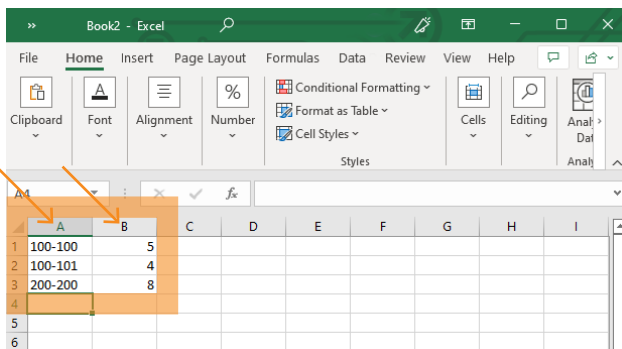 » Book2 - Excel
File Home Insert Page Layout Formulas Data Review View Help
Clipboard Font Alignment Number Conditional Formatting Format as Table Cell Styles Cells Editing
Styles
A4 fx
A B C D E F G H I
1 100-100 5
2 100-101 4
3 200-200 8
4
5
6